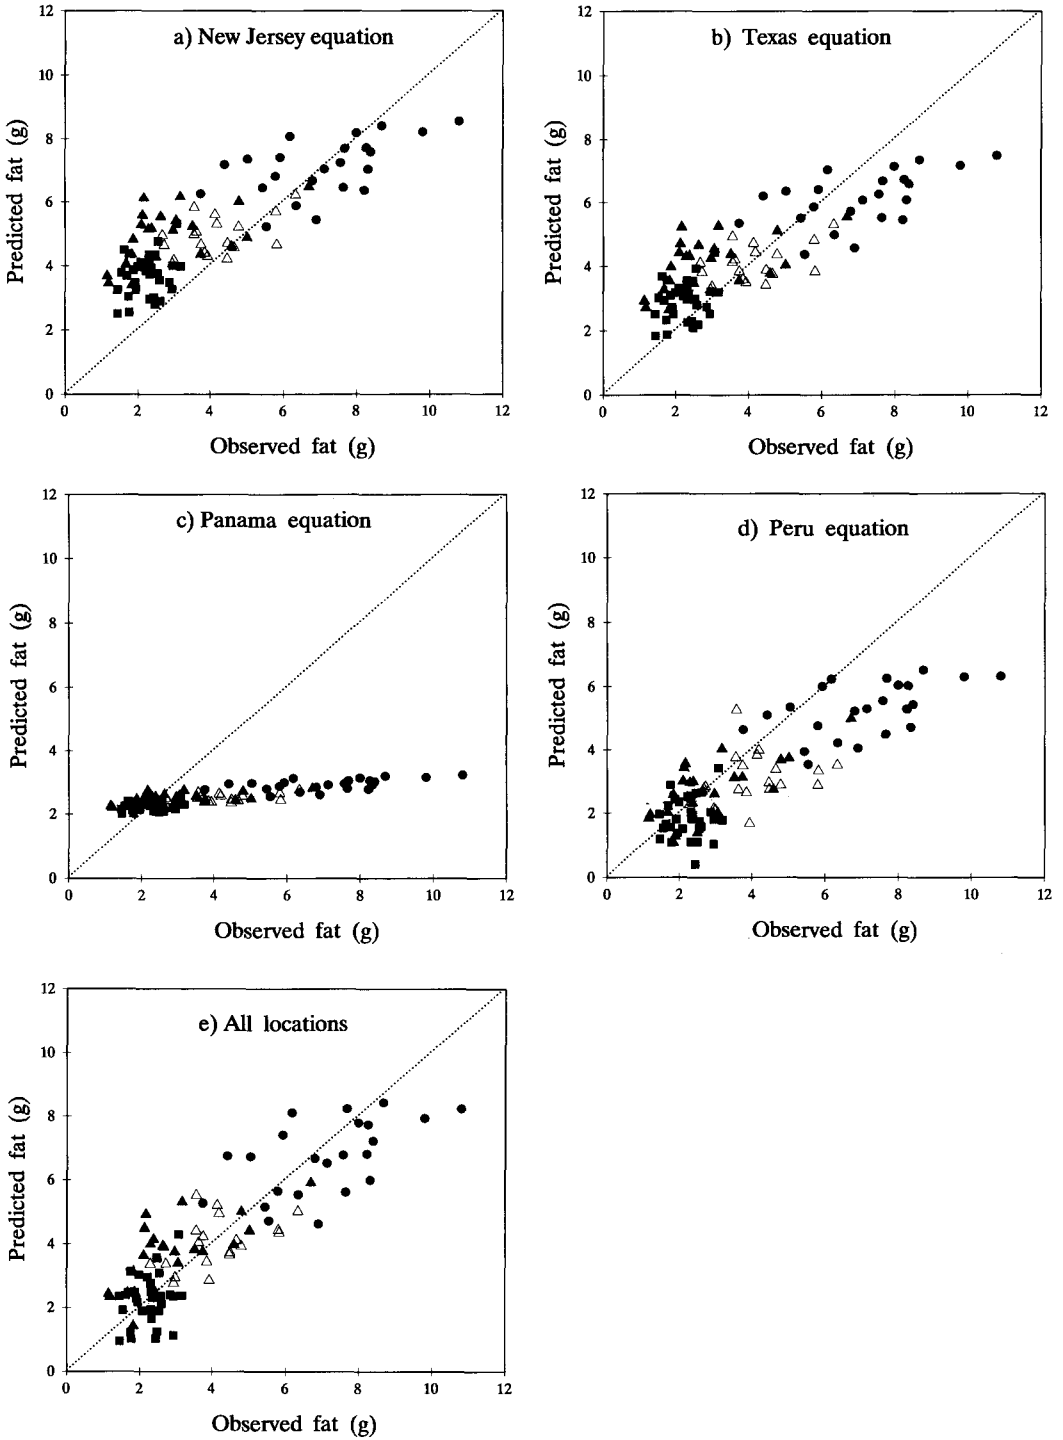 a) New Jersey equation
Predicted fat (g)
12
10
8
6
4
2
0
0 2 4 6 8 10 12
Observed fat (g)
b) Texas equation
Predicted fat (g)
12
10
8
6
4
2
0
0 2 4 6 8 10 12
Observed fat (g)
c) Panama equation
Predicted fat (g)
12
10
8
6
4
2
0
0 2 4 6 8 10 12
Observed fat (g)
d) Peru equation
Predicted fat (g)
12
10
8
6
4
2
0
0 2 4 6 8 10 12
Observed fat (g)
e) All locations
Predicted fat (g)
12
10
8
6
4
2
0
0 2 4 6 8 10 12
Observed fat (g)